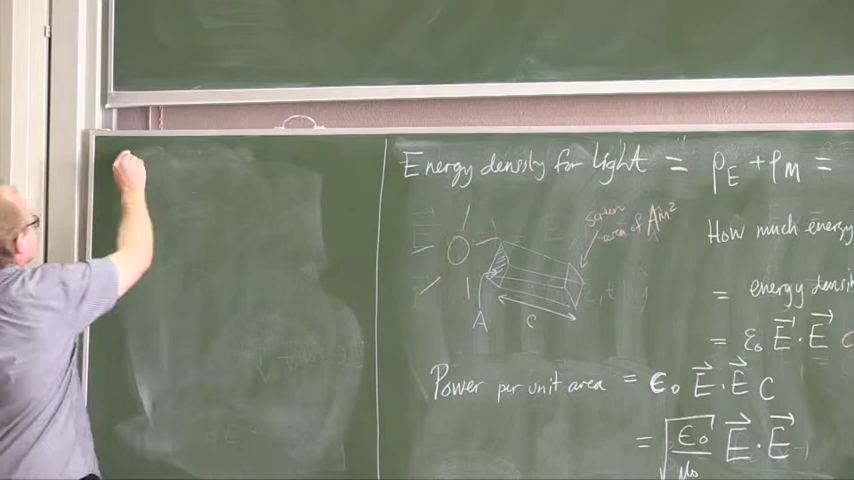 Energy density for light = ρE + ρM =
screen
area of A m²
How much energy
A
c
= energy dens
= ε₀ E⃗·E⃗ c
Power per unit area = ε₀ E⃗·E⃗ c
= √ε₀/μ₀ E⃗·E⃗